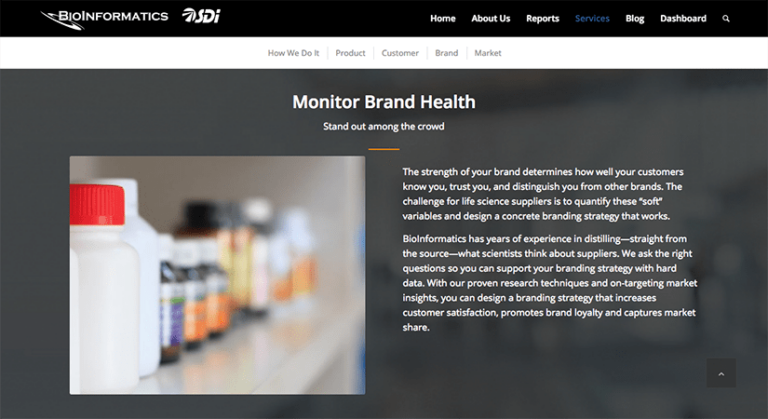 BIOINFORMATICS SDi
Home About Us Reports Services Blog Dashboard
How We Do It Product Customer Brand Market
Monitor Brand Health
Stand out among the crowd
The strength of your brand determines how well your customers
know you, trust you, and distinguish you from other brands. The
challenge for life science suppliers is to quantify these “soft”
variables and design a concrete branding strategy that works.
BioInformatics has years of experience in distilling—straight from
the source—what scientists think about suppliers. We ask the right
questions so you can support your branding strategy with hard
data. With our proven research techniques and on-targeting market
insights, you can design a branding strategy that increases
customer satisfaction, promotes brand loyalty and captures market
share.